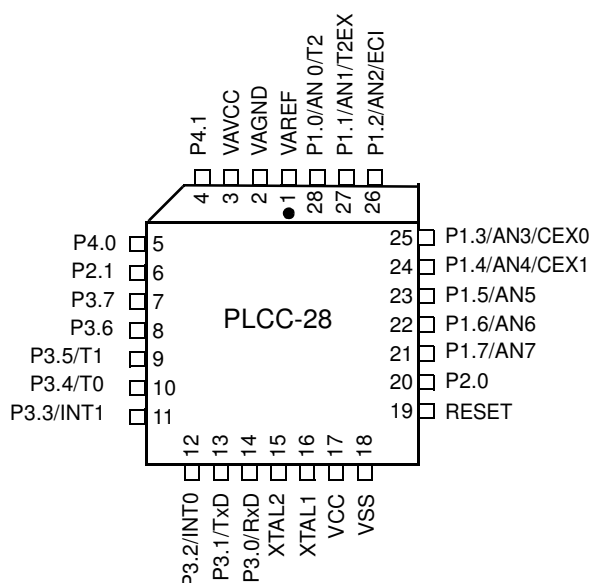 P4.1
VAVCC
VAGND
VAREF
P1.0/AN 0/T2
P1.1/AN1/T2EX
P1.2/AN2/ECI
4
3
2
1
28
27
26
P4.0
5
P2.1
6
P3.7
7
P3.6
8
P3.5/T1
9
P3.4/T0
10
P3.3/INT1
11
PLCC-28
25
P1.3/AN3/CEX0
24
P1.4/AN4/CEX1
23
P1.5/AN5
22
P1.6/AN6
21
P1.7/AN7
20
P2.0
19
RESET
12
13
14
15
16
17
18
P3.2/INT0
P3.1/TxD
P3.0/RxD
XTAL2
XTAL1
VCC
VSS